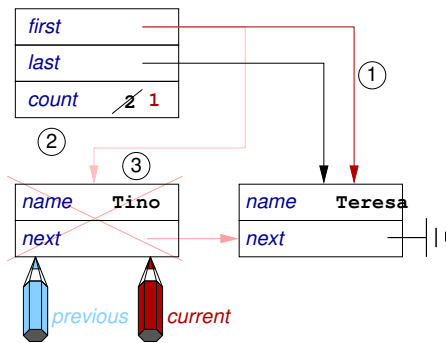 first
last
1
count 2 1
2
3
name Tino
name Teresa
next
next
previous
current